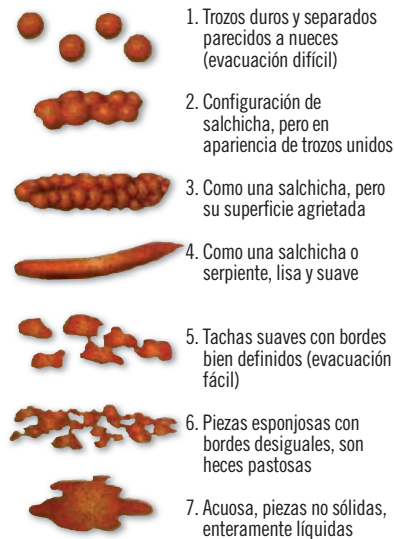 1. Trozos duros y separados
parecidos a nueces
(evacuación difícil)
2. Configuración de
salchicha, pero en
apariencia de trozos unidos
3. Como una salchicha, pero
su superficie agrietada
4. Como una salchicha o
serpiente, lisa y suave
5. Tachas suaves con bordes
bien definidos (evacuación
fácil)
6. Piezas esponjosas con
bordes desiguales, son
heces pastosas
7. Acuosa, piezas no sólidas,
enteramente líquidas